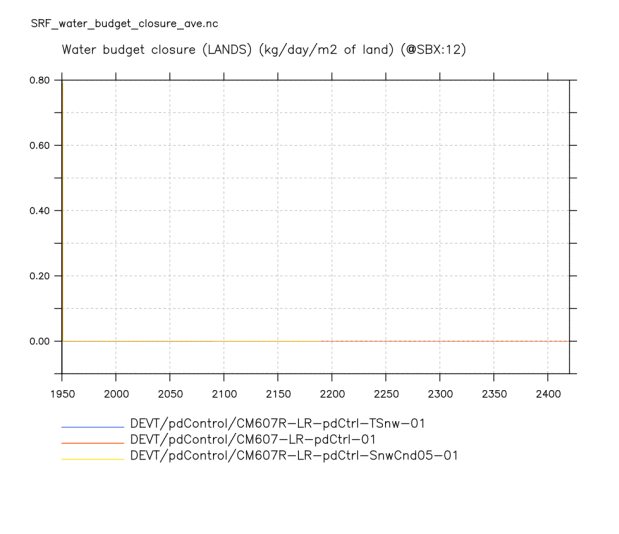 SRF_water_budget_closure_ave.nc
Water budget closure (LANDS) (kg/day/m2 of land) (@SBX:12)
0.80
0.60
0.40
0.20
0.00
1950 2000 2050 2100 2150 2200 2250 2300 2350 2400
DEVT/pdControl/CM607R-LR-pdCtrl-TSnw-01
DEVT/pdControl/CM607-LR-pdCtrl-01
DEVT/pdControl/CM607R-LR-pdCtrl-SnwCnd05-01